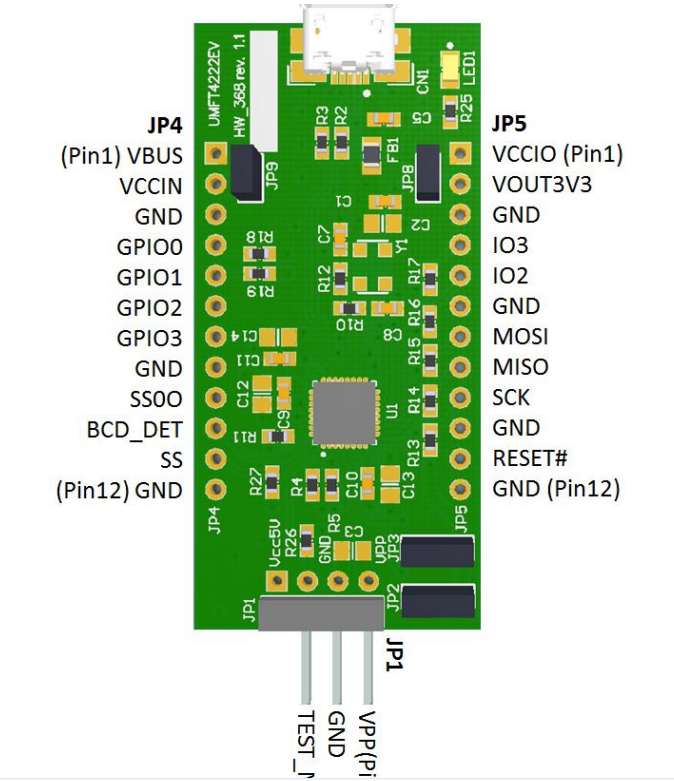 UMFT4222EV
HW_368 rev. 1.1
CN1
LED1
R25
C5
R3
R2
FB1
JP9
JP8
C1
C2
C7
Y1
R18
R19
R12
R17
R10
C8
R16
C14
C11
R15
C12
C9
U1
R14
R11
R13
R27
R4
R5
C10
C13
JP4
JP5
Vcc5V
R26
GND
C3
VPP
JP3
JP2
JP1
JP4
(Pin1) VBUS
VCCIN
GND
GPIO0
GPIO1
GPIO2
GPIO3
GND
SS0O
BCD_DET
SS
(Pin12) GND
JP5
VCCIO (Pin1)
VOUT3V3
GND
IO3
IO2
GND
MOSI
MISO
SCK
GND
RESET#
GND (Pin12)
JP1
TEST_
GND
VPP(Pi